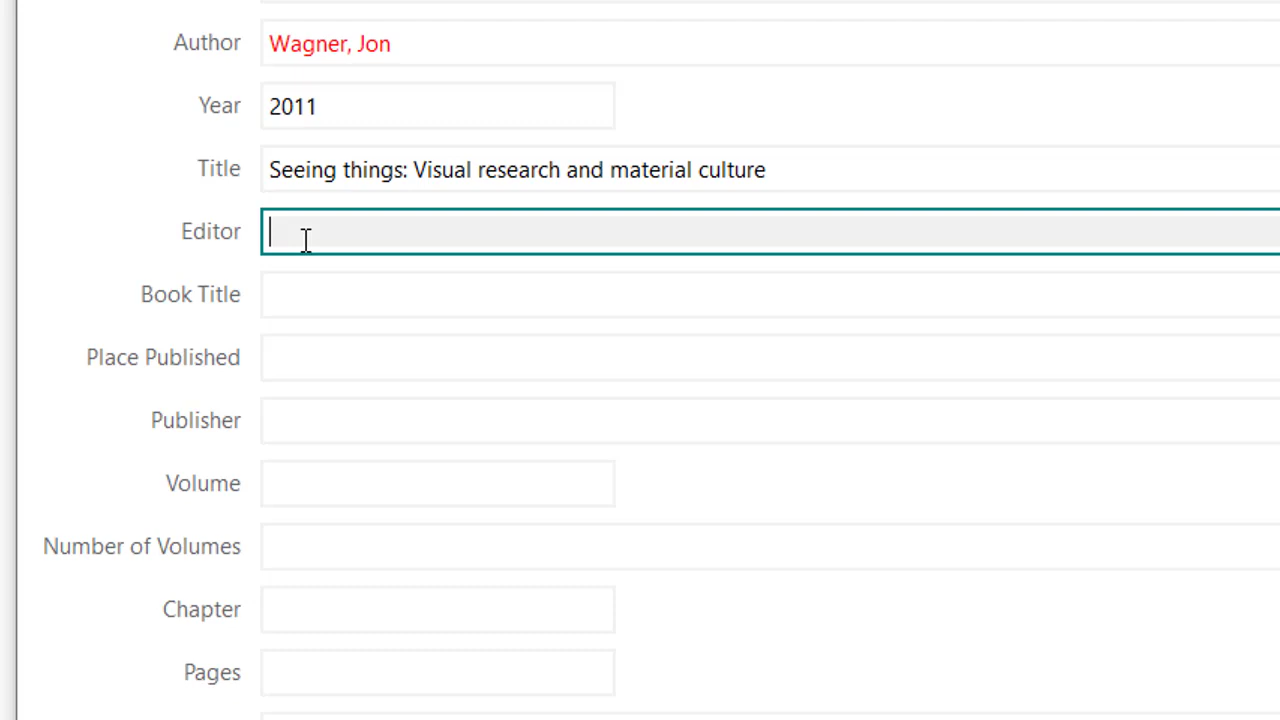 Author Wagner, Jon
Year 2011
Title Seeing things: Visual research and material culture
Editor
Book Title
Place Published
Publisher
Volume
Number of Volumes
Chapter
Pages